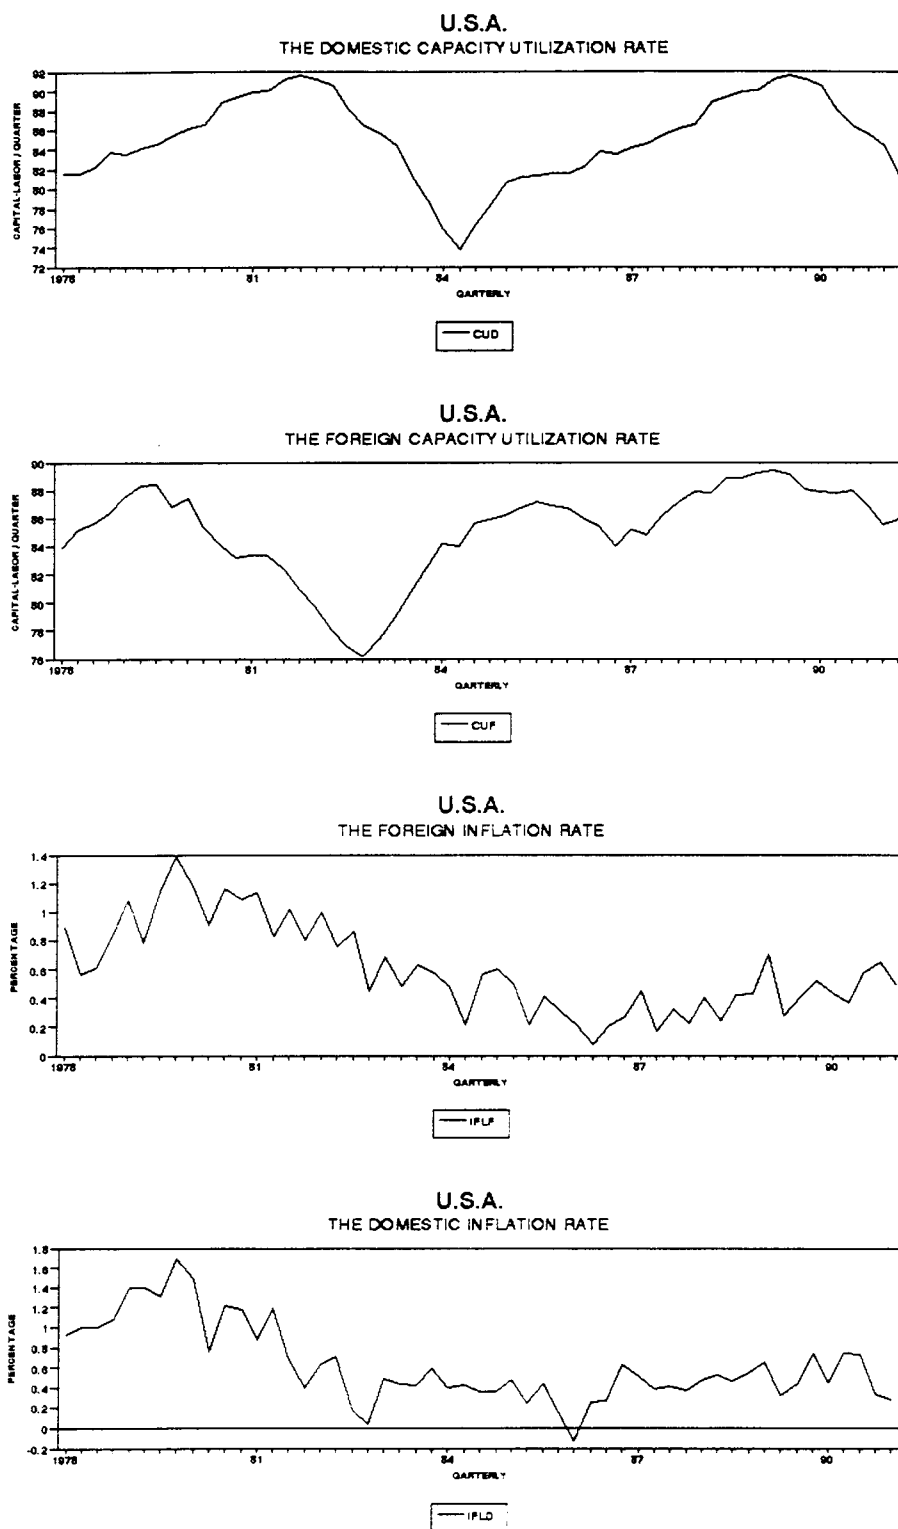 U.S.A.
THE DOMESTIC CAPACITY UTILIZATION RATE
92
90
88
86
84
82
80
78
76
74
72
CAPITAL-LABOR / QUARTER
1978 81 84 87 90
QARTERLY
CUD
U.S.A.
THE FOREIGN CAPACITY UTILIZATION RATE
90
88
86
84
82
80
78
76
CAPITAL-LABOR / QUARTER
1978 81 84 87 90
QARTERLY
CUF
U.S.A.
THE FOREIGN INFLATION RATE
1.4
1.2
1
0.8
0.6
0.4
0.2
0
PERCENTAGE
1978 81 84 87 90
QARTERLY
IFLF
U.S.A.
THE DOMESTIC INFLATION RATE
1.8
1.6
1.4
1.2
1
0.8
0.6
0.4
0.2
0
-0.2
PERCENTAGE
1978 81 84 87 90
QARTERLY
IFLD